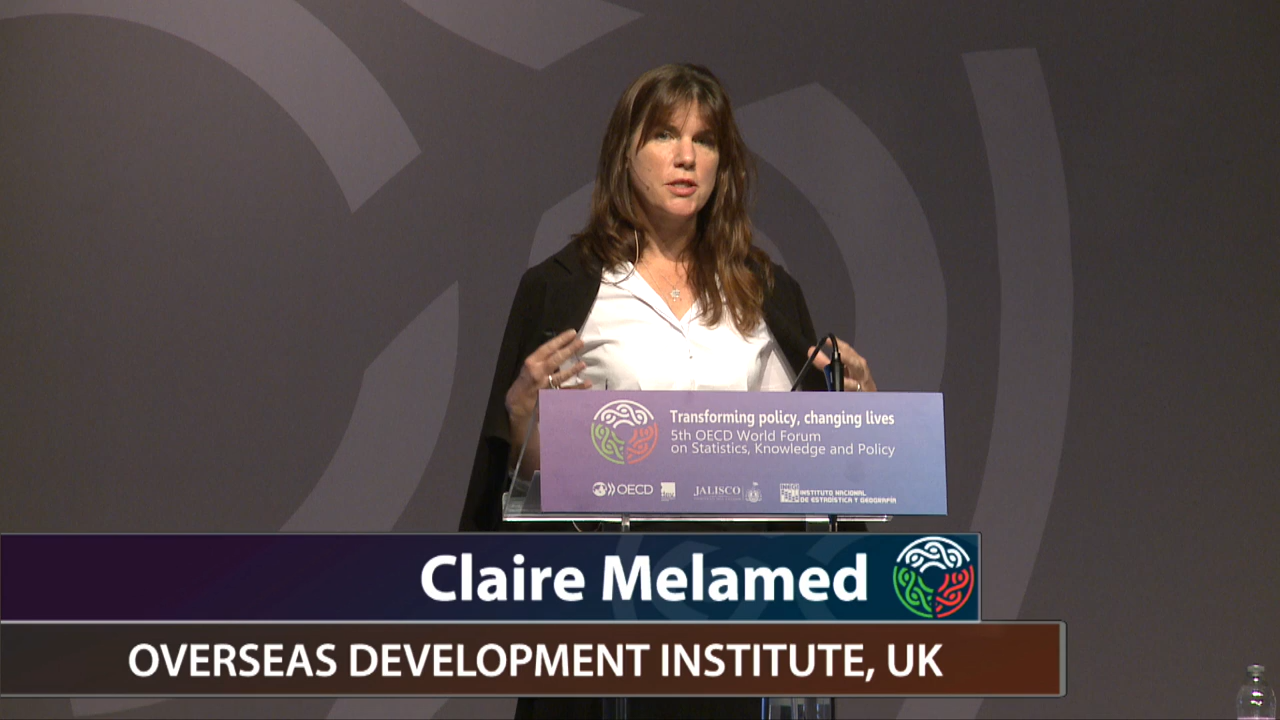 Transforming policy, changing lives
5th OECD World Forum
on Statistics, Knowledge and Policy
OECD
JALISCO
INSTITUTO NACIONAL
DE ESTADÍSTICA Y GEOGRAFÍA
Claire Melamed
OVERSEAS DEVELOPMENT INSTITUTE, UK